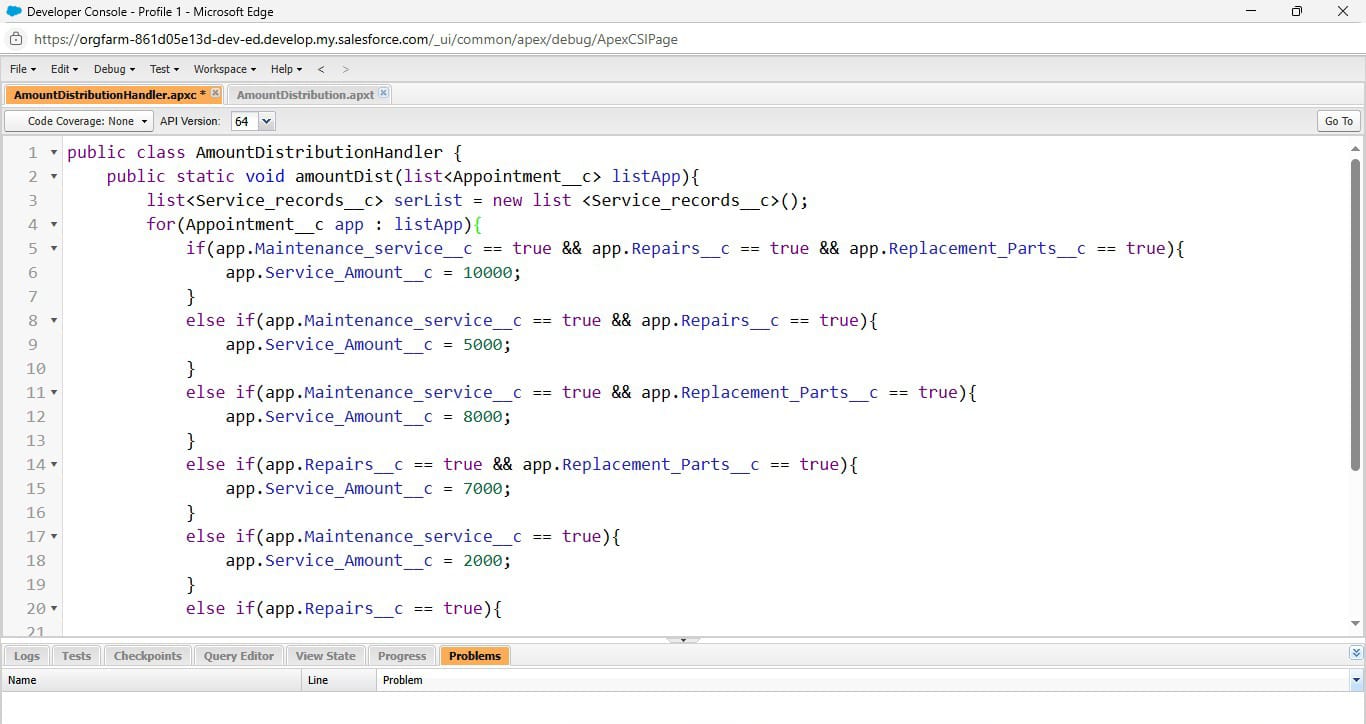 Developer Console - Profile 1 - Microsoft Edge
https://orgfarm-861d05e13d-dev-ed.develop.my.salesforce.com/_ui/common/apex/debug/ApexCSIPage
File Edit Debug Test Workspace Help < >
AmountDistributionHandler.apxc * AmountDistribution.apxt
Code Coverage: None API Version: 64 Go To
1 public class AmountDistributionHandler {
2 public static void amountDist(list<Appointment__c> listApp){
3 list<Service_records__c> serList = new list <Service_records__c>();
4 for(Appointment__c app : listApp){
5 if(app.Maintenance_service__c == true && app.Repairs__c == true && app.Replacement_Parts__c == true){
6 app.Service_Amount__c = 10000;
7 }
8 else if(app.Maintenance_service__c == true && app.Repairs__c == true){
9 app.Service_Amount__c = 5000;
10 }
11 else if(app.Maintenance_service__c == true && app.Replacement_Parts__c == true){
12 app.Service_Amount__c = 8000;
13 }
14 else if(app.Repairs__c == true && app.Replacement_Parts__c == true){
15 app.Service_Amount__c = 7000;
16 }
17 else if(app.Maintenance_service__c == true){
18 app.Service_Amount__c = 2000;
19 }
20 else if(app.Repairs__c == true){
21
Logs Tests Checkpoints Query Editor View State Progress Problems
Name Line Problem